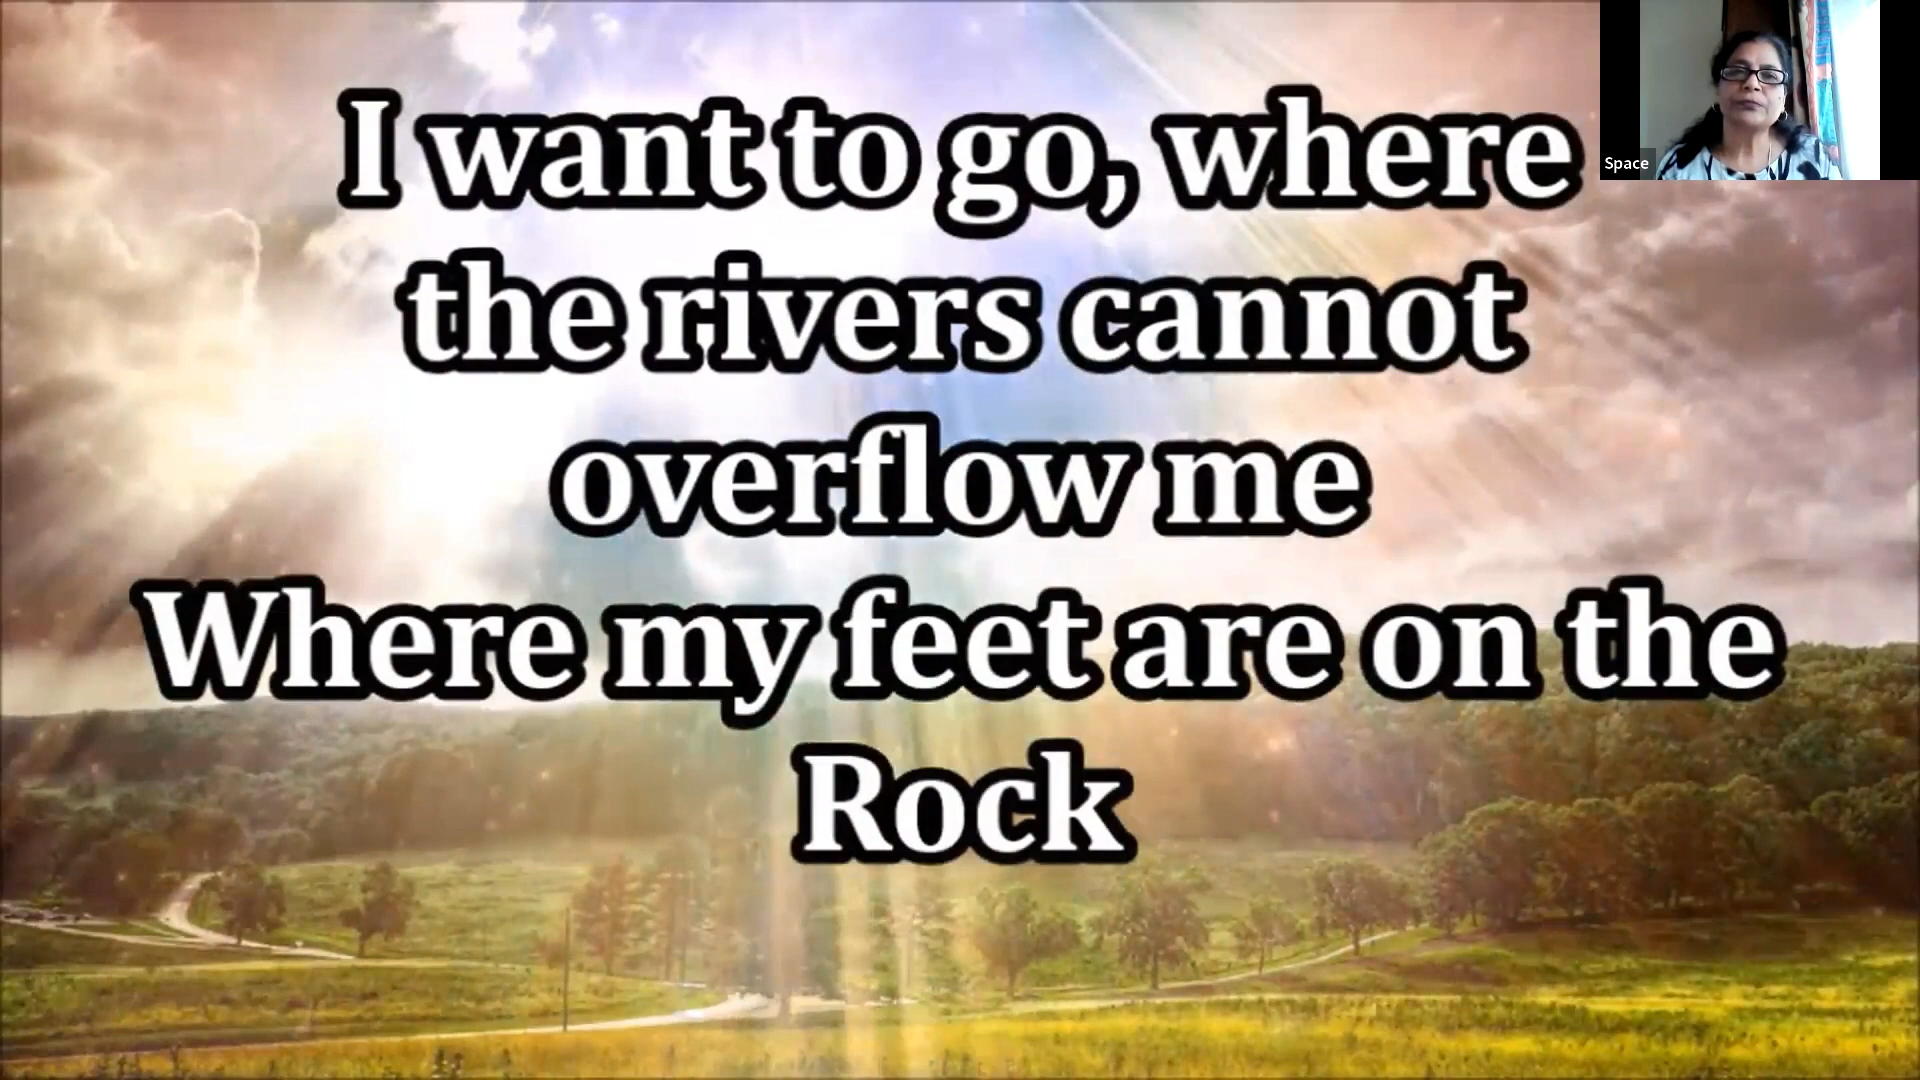 I want to go, where
the rivers cannot
overflow me
Where my feet are on the
Rock
Space